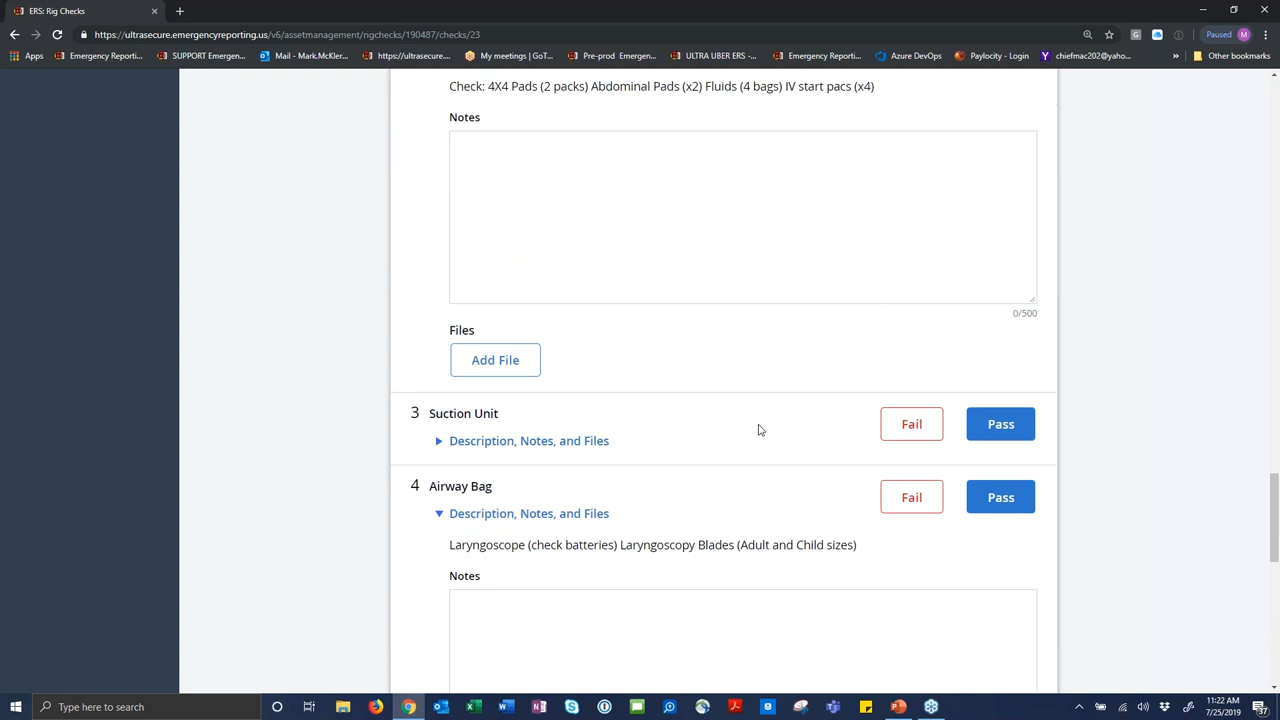 ERS: Rig Checks
https://ultrasecure.emergencyreporting.us/v6/assetmanagement/rigchecks/190487/checks/23
Paused
M
Apps
Emergency Reporti...
SUPPORT Emergen...
Mail - Mark.McKler...
https://ultrasecure....
My meetings | GoT...
Pre-prod Emergen...
ULTRA UBER ERS -...
Emergency Reporti...
Azure DevOps
Paylocity - Login
chiefmac202@yaho...
»
Other bookmarks
Check: 4X4 Pads (2 packs) Abdominal Pads (x2) Fluids (4 bags) IV start pacs (x4)
Notes
0/500
Files
Add File
3 Suction Unit
Fail
Pass
Description, Notes, and Files
4 Airway Bag
Fail
Pass
Description, Notes, and Files
Laryngoscope (check batteries) Laryngoscopy Blades (Adult and Child sizes)
Notes
Type here to search
11:22 AM
7/25/2019